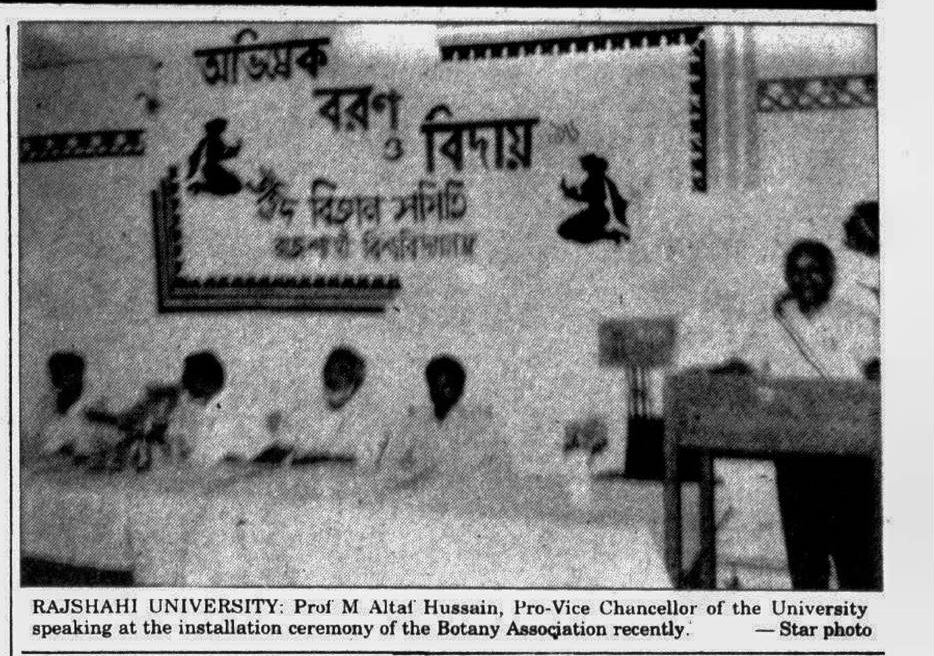 অভিষেক
বরণ
ও
বিদায়
উদ্ভিদ বিজ্ঞান সমিতি
রাজশাহী বিশ্ববিদ্যালয়
RAJSHAHI UNIVERSITY: Prof M Altaf Hussain, Pro-Vice Chancellor of the University
speaking at the installation ceremony of the Botany Association recently.
— Star photo